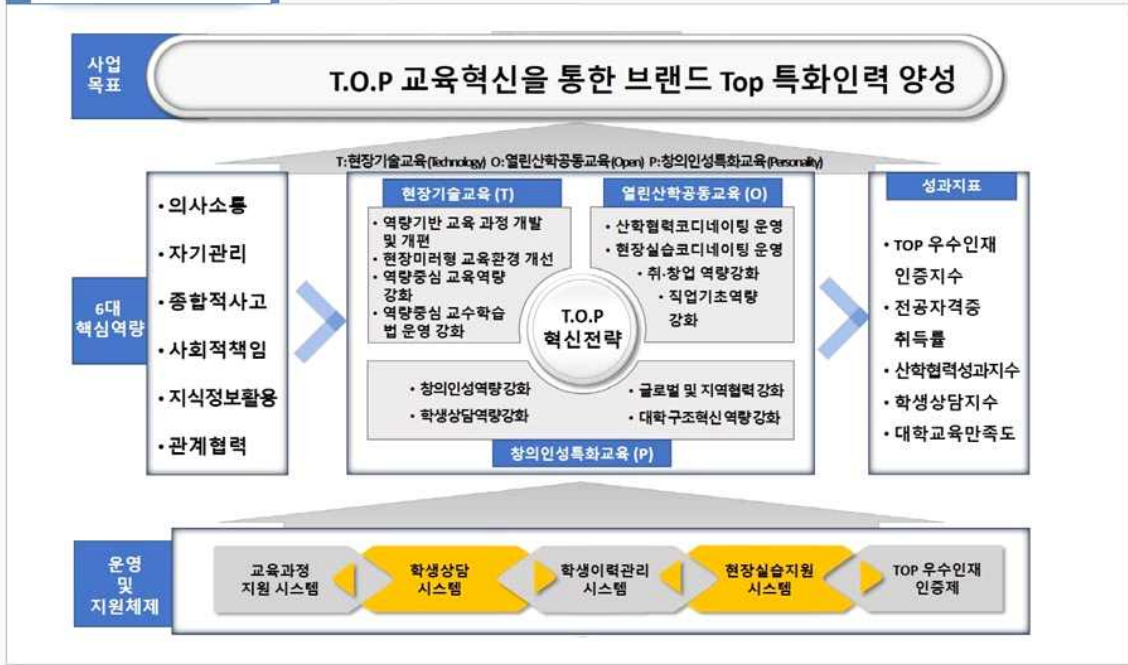 사업
목표
T.O.P 교육혁신을 통한 브랜드 Top 특화인력 양성
T:현장기술교육(Technology) O:열린산학공동교육(Open) P:창의인성특화교육(Personality)
6대
핵심역량
• 의사소통
• 자기관리
• 종합적사고
• 사회적책임
• 지식정보활용
• 관계협력
현장기술교육 (T)
• 역량기반 교육 과정 개발
및 개편
• 현장미러형 교육환경 개선
• 역량중심 교육역량
강화
• 역량중심 교수학습
법 운영 강화
열린산학공동교육 (O)
• 산학협력코디네이팅 운영
• 현장실습코디네이팅 운영
• 취·창업 역량강화
• 직업기초역량
강화
T.O.P
혁신전략
• 창의인성역량강화
• 학생상담역량강화
• 글로벌 및 지역협력강화
• 대학구조혁신역량강화
창의인성특화교육 (P)
성과지표
• TOP 우수인재
인증지수
• 전공자격증
취득률
• 산학협력성과지수
• 학생상담지수
• 대학교육만족도
운영
및
지원체제
교육과정
지원 시스템
학생상담
시스템
학생이력관리
시스템
현장실습지원
시스템
TOP 우수인재
인증제